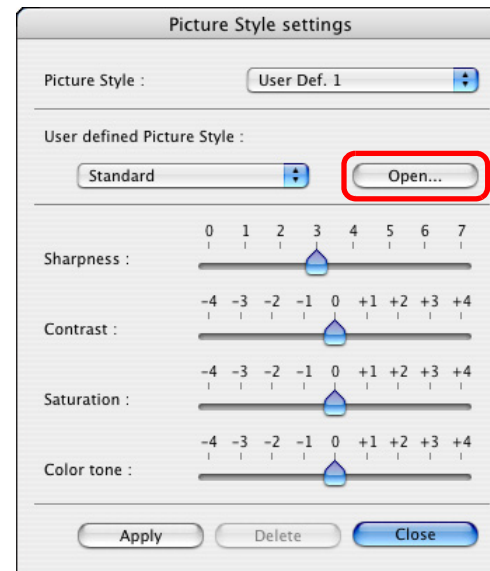 Picture Style settings
Picture Style : User Def. 1
User defined Picture Style :
Standard Open...
0 1 2 3 4 5 6 7
Sharpness :
-4 -3 -2 -1 0 +1 +2 +3 +4
Contrast :
-4 -3 -2 -1 0 +1 +2 +3 +4
Saturation :
-4 -3 -2 -1 0 +1 +2 +3 +4
Color tone :
Apply Delete Close